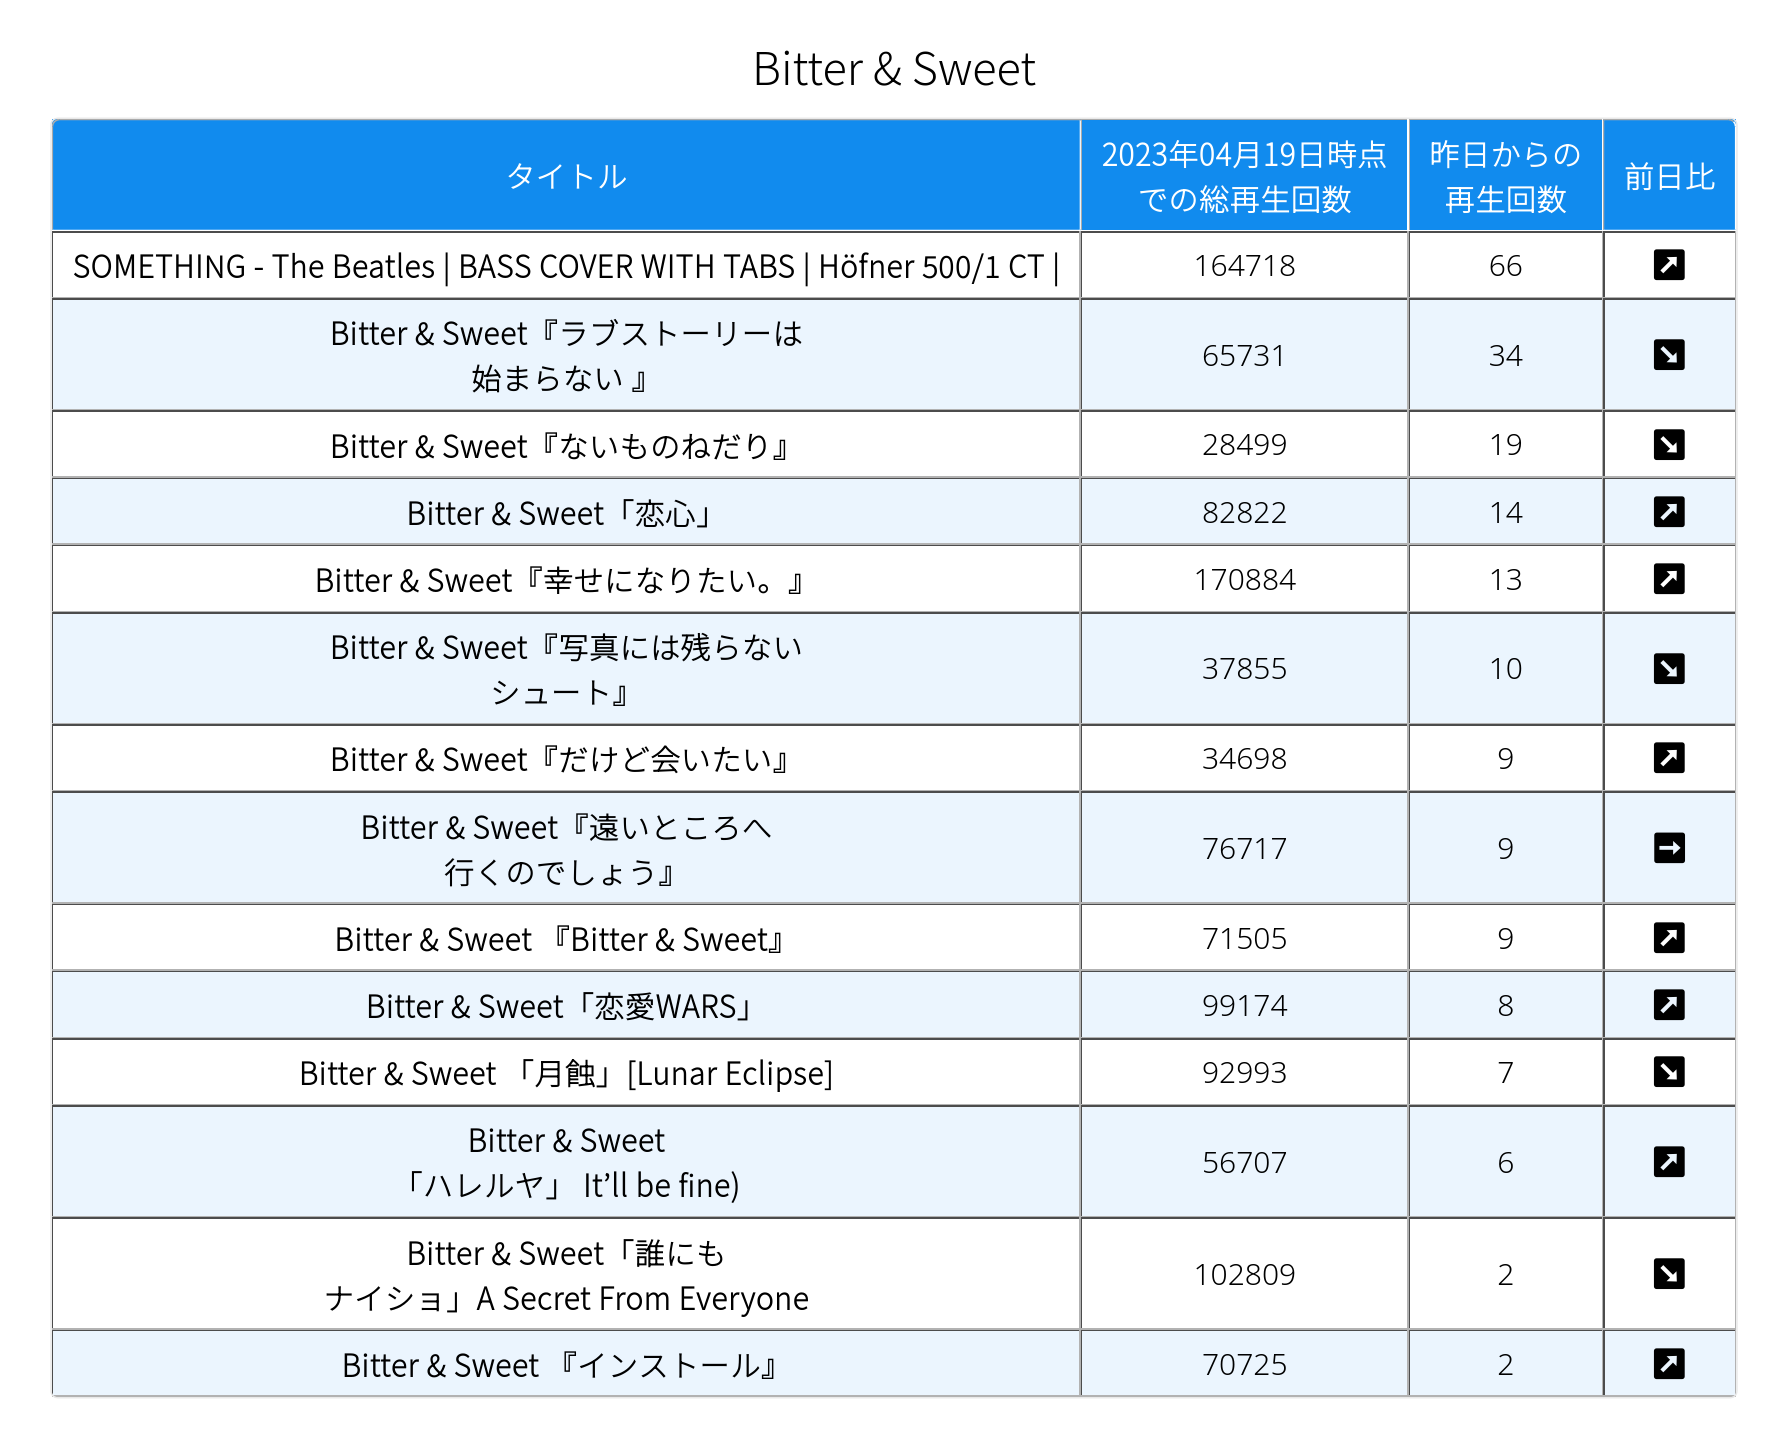 Bitter & Sweet
タイトル
2023年04月19日時点
での総再生回数
昨日からの
再生回数
前日比
SOMETHING - The Beatles | BASS COVER WITH TABS | Höfner 500/1 CT |
164718
66
Bitter & Sweet『ラブストーリーは
始まらない 』
65731
34
Bitter & Sweet『ないものねだり』
28499
19
Bitter & Sweet「恋心」
82822
14
Bitter & Sweet『幸せになりたい。』
170884
13
Bitter & Sweet『写真には残らない
シュート』
37855
10
Bitter & Sweet『だけど会いたい』
34698
9
Bitter & Sweet『遠いところへ
行くのでしょう』
76717
9
Bitter & Sweet 『Bitter & Sweet』
71505
9
Bitter & Sweet「恋愛WARS」
99174
8
Bitter & Sweet 「月蝕」[Lunar Eclipse]
92993
7
Bitter & Sweet
「ハレルヤ」 It’ll be fine)
56707
6
Bitter & Sweet「誰にも
ナイショ」A Secret From Everyone
102809
2
Bitter & Sweet 『インストール』
70725
2